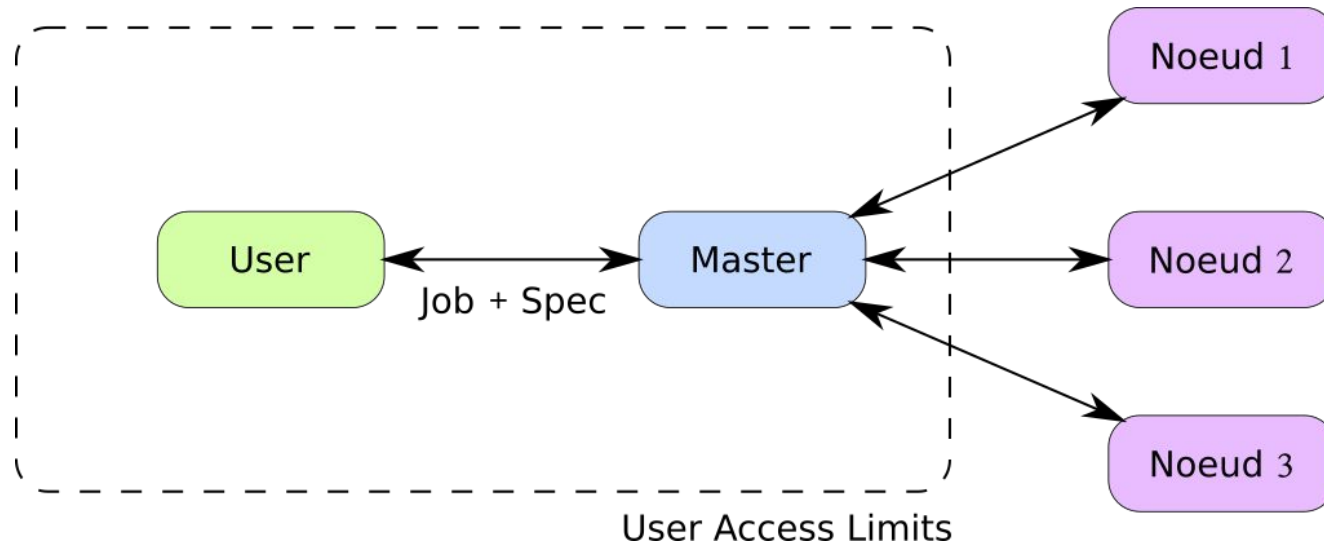 Noeud 1
User
Master
Noeud 2
Job + Spec
Noeud 3
User Access Limits